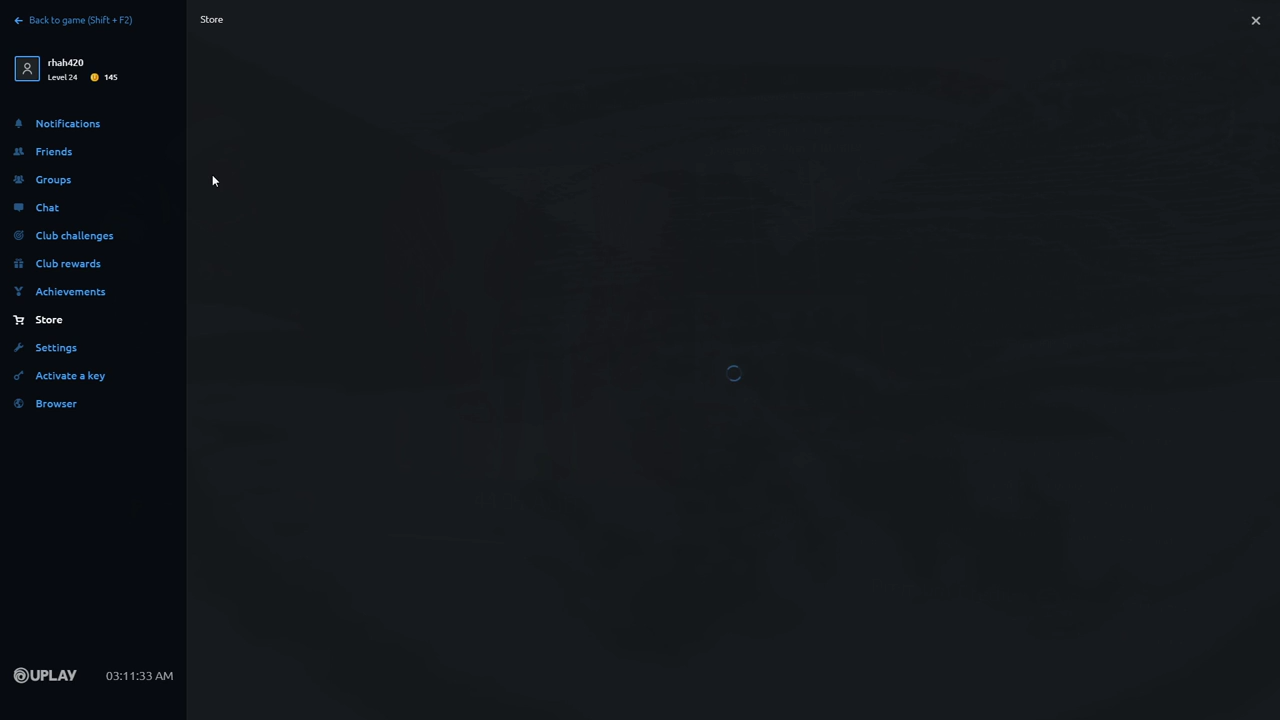 Back to game (Shift + F2)
Store
rhah420
Level 24 145
Notifications
Friends
Groups
Chat
Club challenges
Club rewards
Achievements
Store
Settings
Activate a key
Browser
UPLAY 03:11:33 AM